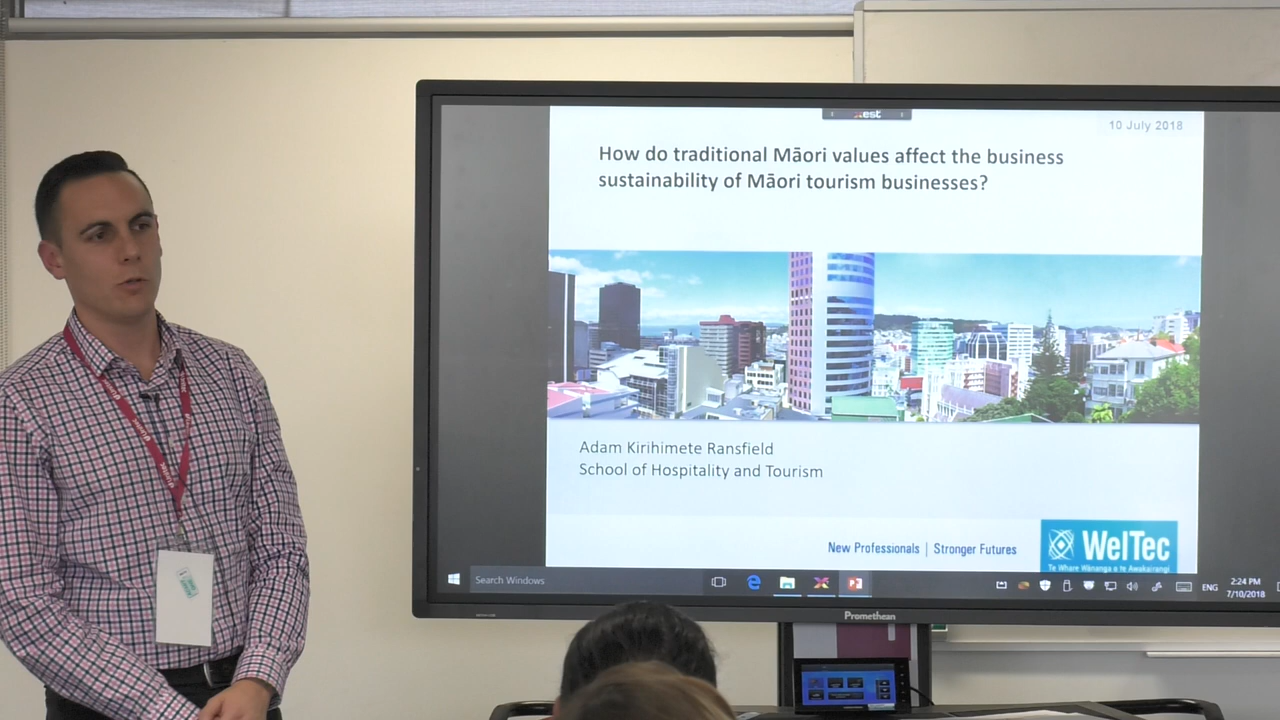 10 July 2018
How do traditional Māori values affect the business
sustainability of Māori tourism businesses?
Adam Kirihimete Ransfield
School of Hospitality and Tourism
New Professionals | Stronger Futures
WelTec
Te Whare Wānanga o te Awakairangi
Search Windows
ENG
2:24 PM
7/10/2018
Promethean